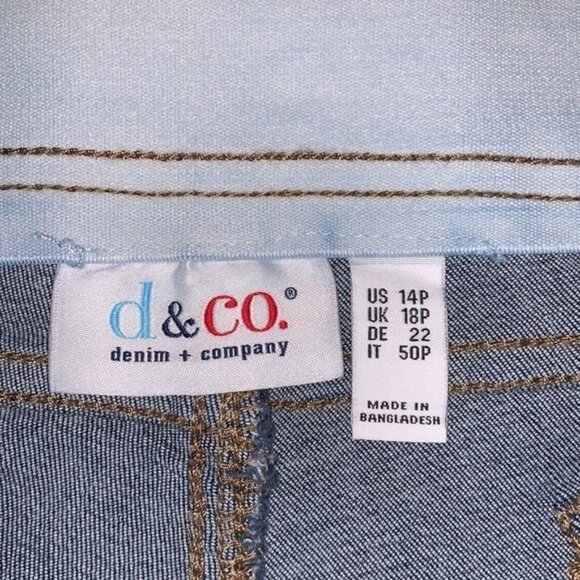 d&co.®
denim + company
US 14P
UK 18P
DE 22
IT 50P
MADE IN
BANGLADESH